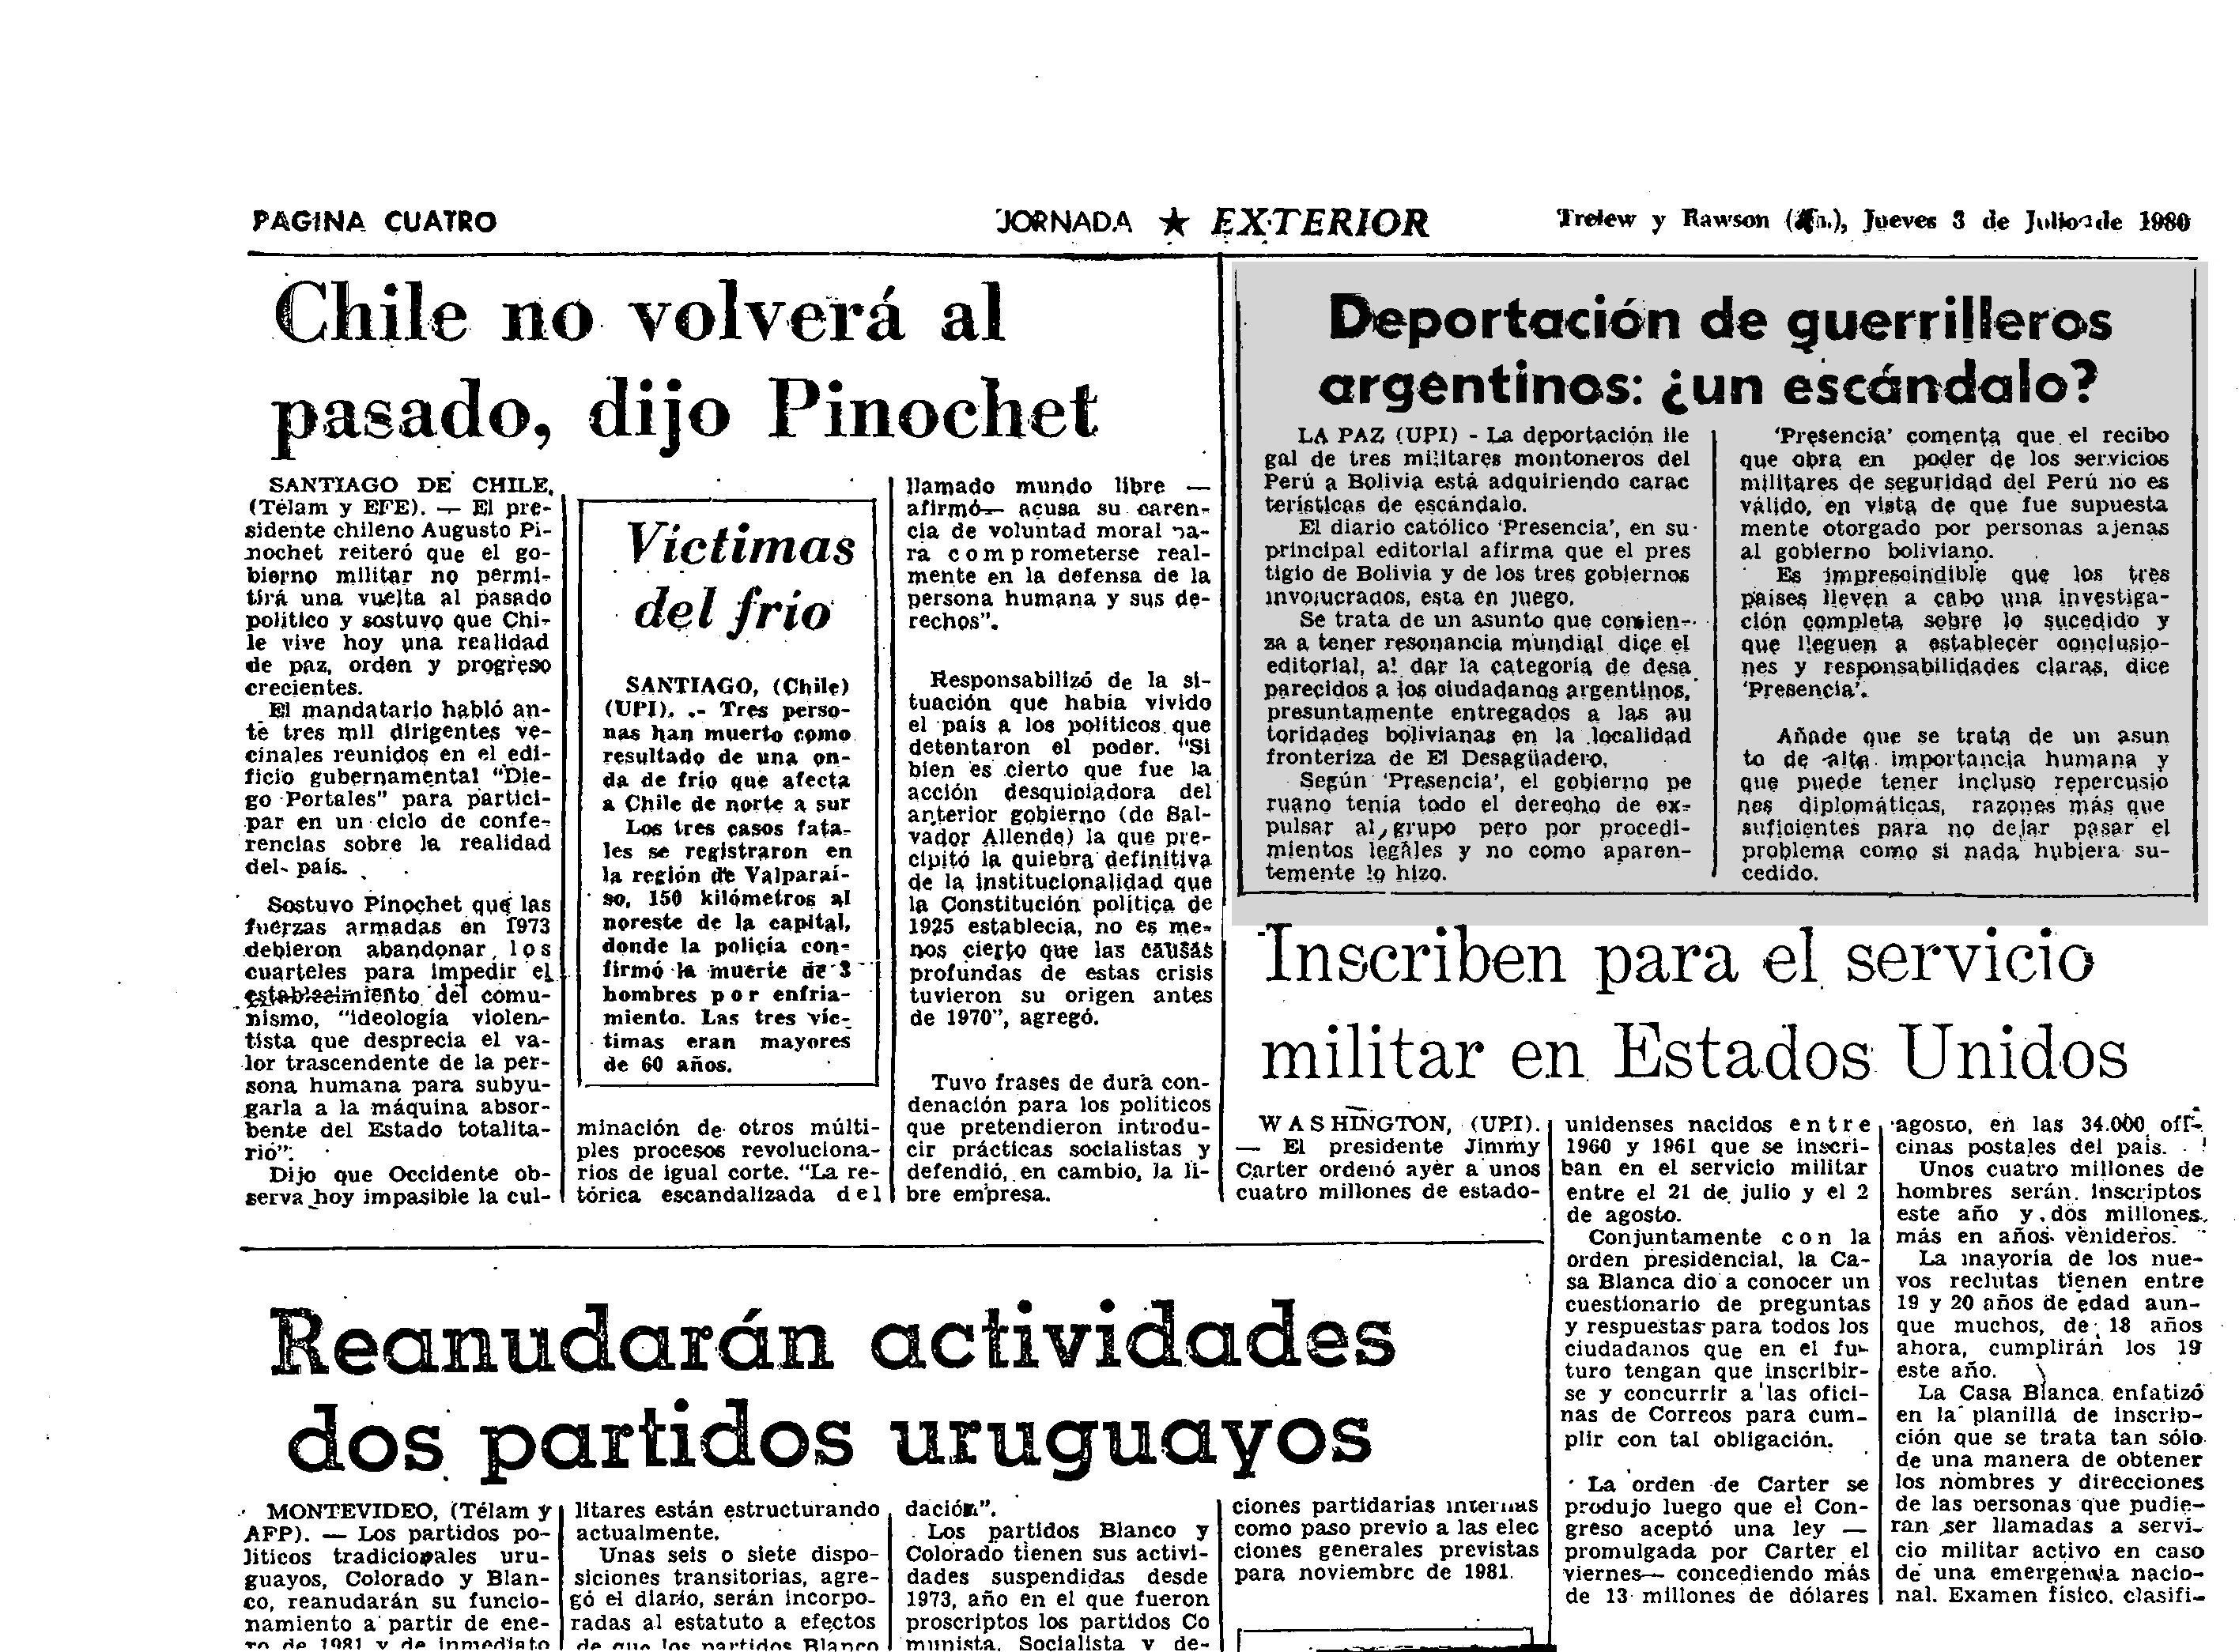 PAGINA CUATRO
JORNADA ★ EXTERIOR
Trelew y Rawson (Ch.), Jueves 3 de Julio de 1980
Chile no volverá al
pasado, dijo Pinochet
SANTIAGO DE CHILE,
(Télam y EFE). — El pre-
sidente chileno Augusto Pi-
nochet reiteró que el go-
bierno militar no permi-
tirá una vuelta al pasado
político y sostuvo que Chi-
le vive hoy una realidad
de paz, orden y progreso
crecientes.
El mandatario habló an-
te tres mil dirigentes ve-
cinales reunidos en el edi-
ficio gubernamental "Die-
go Portales" para partici-
par en un ciclo de confe-
rencias sobre la realidad
del país.
Sostuvo Pinochet que las
fuerzas armadas en 1973
debieron abandonar los
cuarteles para impedir el
establecimiento del comu-
nismo, "ideología violen-
tista que desprecia el va-
lor trascendente de la per-
sona humana para subyu-
garla a la máquina absor-
bente del Estado totalita-
rio".
Dijo que Occidente ob-
serva hoy impasible la cul-
Víctimas
del frío
SANTIAGO, (Chile)
(UPI). .- Tres perso-
nas han muerto como
resultado de una on-
da de frío que afecta
a Chile de norte a sur
Los tres casos fata-
les se registraron en
la región de Valparaí-
so, 150 kilómetros al
noreste de la capital,
donde la policía con-
firmó la muerte de 3
hombres por enfria-
miento. Las tres víc-
timas eran mayores
de 60 años.
minación de otros múlti-
ples procesos revoluciona-
rios de igual corte. "La re-
tórica escandalizada del
llamado mundo libre —
afirmó— acusa su caren-
cia de voluntad moral pa-
ra comprometerse real-
mente en la defensa de la
persona humana y sus de-
rechos".
Responsabilizó de la si-
tuación que había vivido
el país a los políticos que
detentaron el poder. "Si
bien es cierto que fue la
acción desquiciadora del
anterior gobierno (de Sal-
vador Allende) la que pre-
cipitó la quiebra definitiva
de la institucionalidad que
la Constitución política de
1925 establecía, no es me-
nos cierto que las causas
profundas de estas crisis
tuvieron su origen antes
de 1970", agregó.
Tuvo frases de dura con-
denación para los políticos
que pretendieron introdu-
cir prácticas socialistas y
defendió, en cambio, la li-
bre empresa.
Deportación de guerrilleros
argentinos: ¿un escándalo?
LA PAZ (UPI) - La deportación ile
gal de tres militares montoneros del
Perú a Bolivia está adquiriendo carac
terísticas de escándalo.
El diario católico 'Presencia', en su
principal editorial afirma que el pres
tigio de Bolivia y de los tres gobiernos
involucrados, esta en juego.
Se trata de un asunto que comien-
za a tener resonancia mundial dice el
editorial, al dar la categoría de desa
parecidos a los ciudadanos argentinos,
presuntamente entregados a las au
toridades bolivianas en la localidad
fronteriza de El Desagüadero.
Según 'Presencia', el gobierno pe
ruano tenía todo el derecho de ex-
pulsar al grupo pero por procedi-
mientos legales y no como aparen-
temente lo hizo.
'Presencia' comenta que el recibo
que obra en poder de los servicios
militares de seguridad del Perú no es
válido, en vista de que fue supuesta
mente otorgado por personas ajenas
al gobierno boliviano.
Es imprescindible que los tres
países lleven a cabo una investiga-
ción completa sobre lo sucedido y
que lleguen a establecer conclusio-
nes y responsabilidades claras, dice
'Presencia'.
Añade que se trata de un asun
to de alta importancia humana y
que puede tener incluso repercusio
nes diplomáticas, razones más que
suficientes para no dejar pasar el
problema como si nada hubiera su-
cedido.
Inscriben para el servicio
militar en Estados Unidos
WASHINGTON, (UPI).
— El presidente Jimmy
Carter ordenó ayer a unos
cuatro millones de estado-
unidenses nacidos entre
1960 y 1961 que se inscri-
ban en el servicio militar
entre el 21 de julio y el 2
de agosto.
Conjuntamente con la
orden presidencial, la Ca-
sa Blanca dio a conocer un
cuestionario de preguntas
y respuestas para todos los
ciudadanos que en el fu-
turo tengan que inscribir-
se y concurrir a las ofici-
nas de Correos para cum-
plir con tal obligación.
La orden de Carter se
produjo luego que el Con-
greso aceptó una ley —
promulgada por Carter el
viernes— concediendo más
de 13 millones de dólares
agosto, en las 34.000 ofi-
cinas postales del país.
Unos cuatro millones de
hombres serán inscriptos
este año y dos millones
más en años venideros.
La mayoría de los nue-
vos reclutas tienen entre
19 y 20 años de edad aun-
que muchos, de 18 años
ahora, cumplirán los 19
este año.
La Casa Blanca enfatizó
en la planilla de inscrip-
ción que se trata tan sólo
de una manera de obtener
los nombres y direcciones
de las personas que pudie-
ran ser llamadas a servi-
cio militar activo en caso
de una emergencia nacio-
nal. Examen físico, clasifi-
Reanudarán actividades
dos partidos uruguayos
MONTEVIDEO, (Télam y
AFP). — Los partidos po-
líticos tradicionales uru-
guayos, Colorado y Blan-
co, reanudarán su funcio-
namiento a partir de ene-
ro de 1981 y de inmediato
litares están estructurando
actualmente.
Unas seis o siete dispo-
siciones transitorias, agre-
gó el diario, serán incorpo-
radas al estatuto a efectos
de que los partidos Blanco
dación".
Los partidos Blanco y
Colorado tienen sus activi-
dades suspendidas desde
1973, año en el que fueron
proscriptos los partidos Co
munista, Socialista y de-
ciones partidarias internas
como paso previo a las elec
ciones generales previstas
para noviembre de 1981.